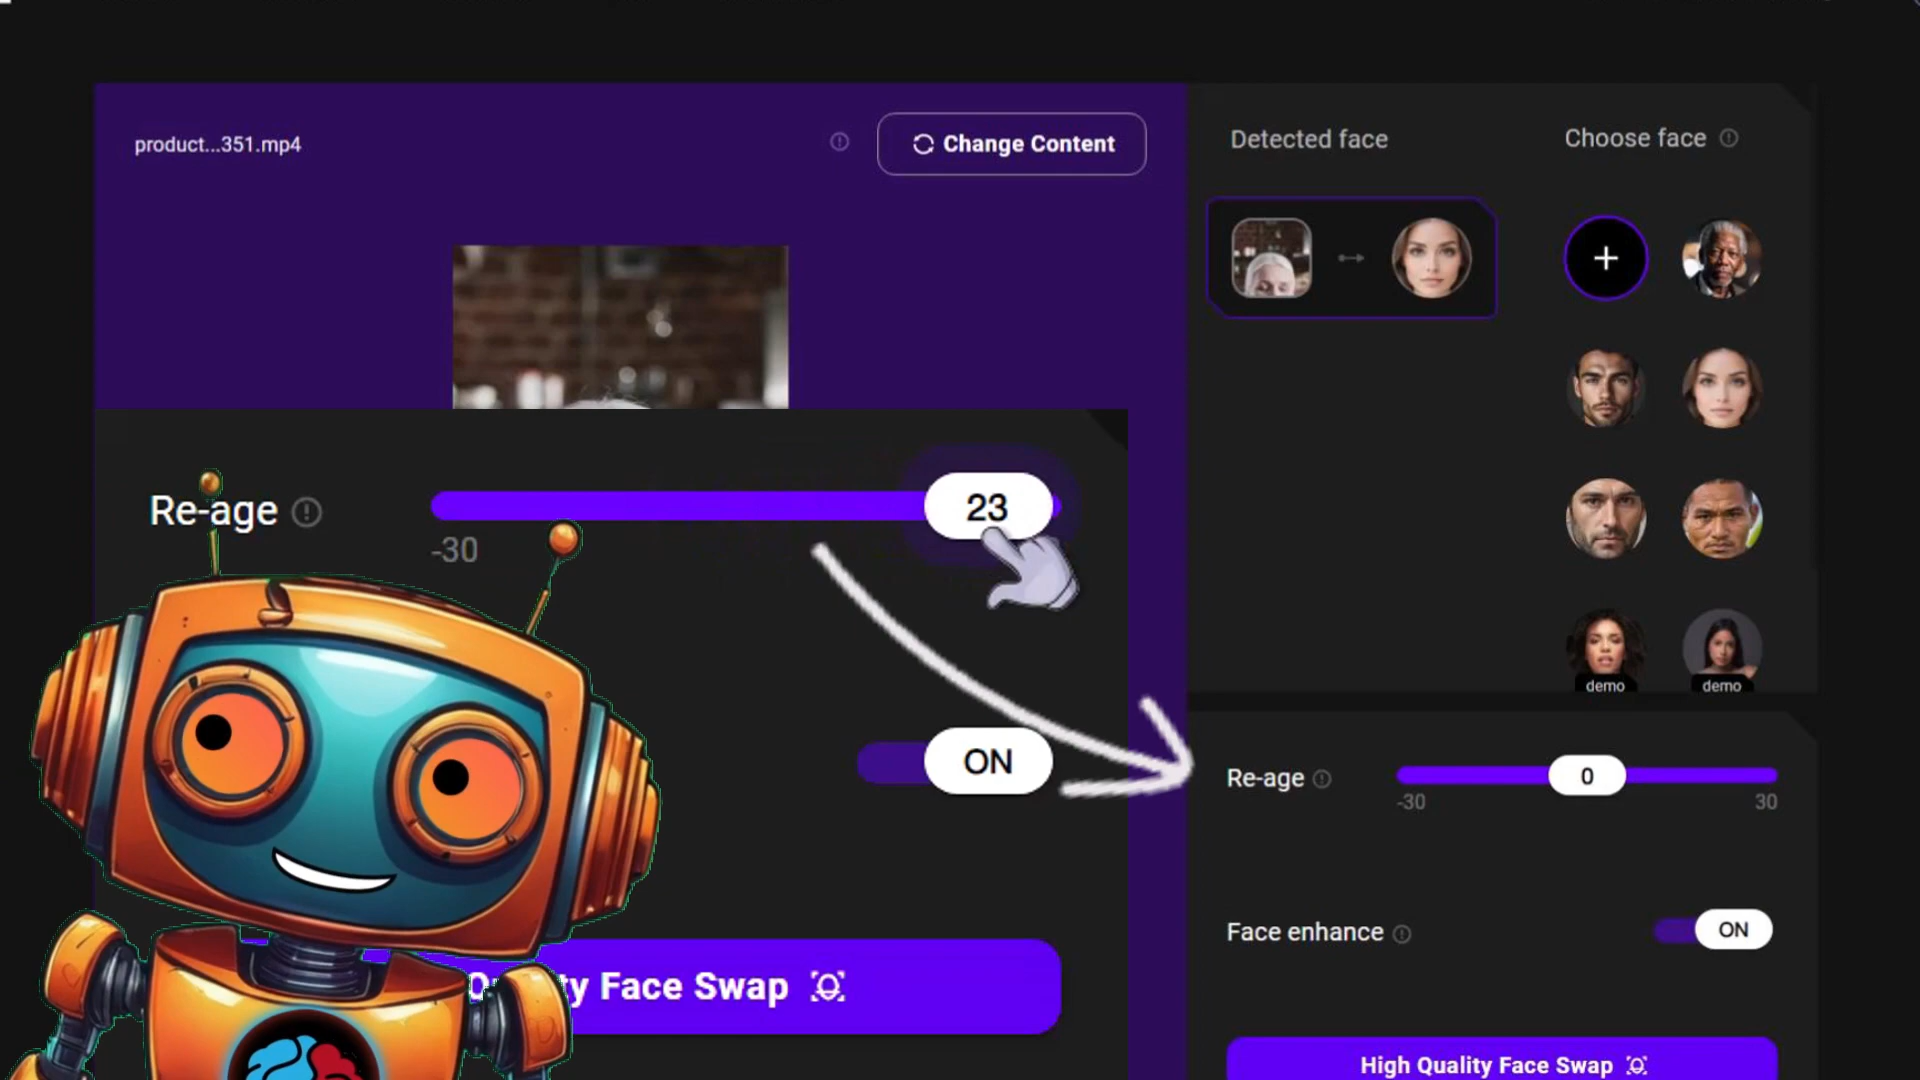 product...351.mp4
Change Content
Detected face
Choose face
Re-age
23
-30
ON
ty Face Swap
demo
demo
Re-age
0
-30
30
Face enhance
ON
High Quality Face Swap